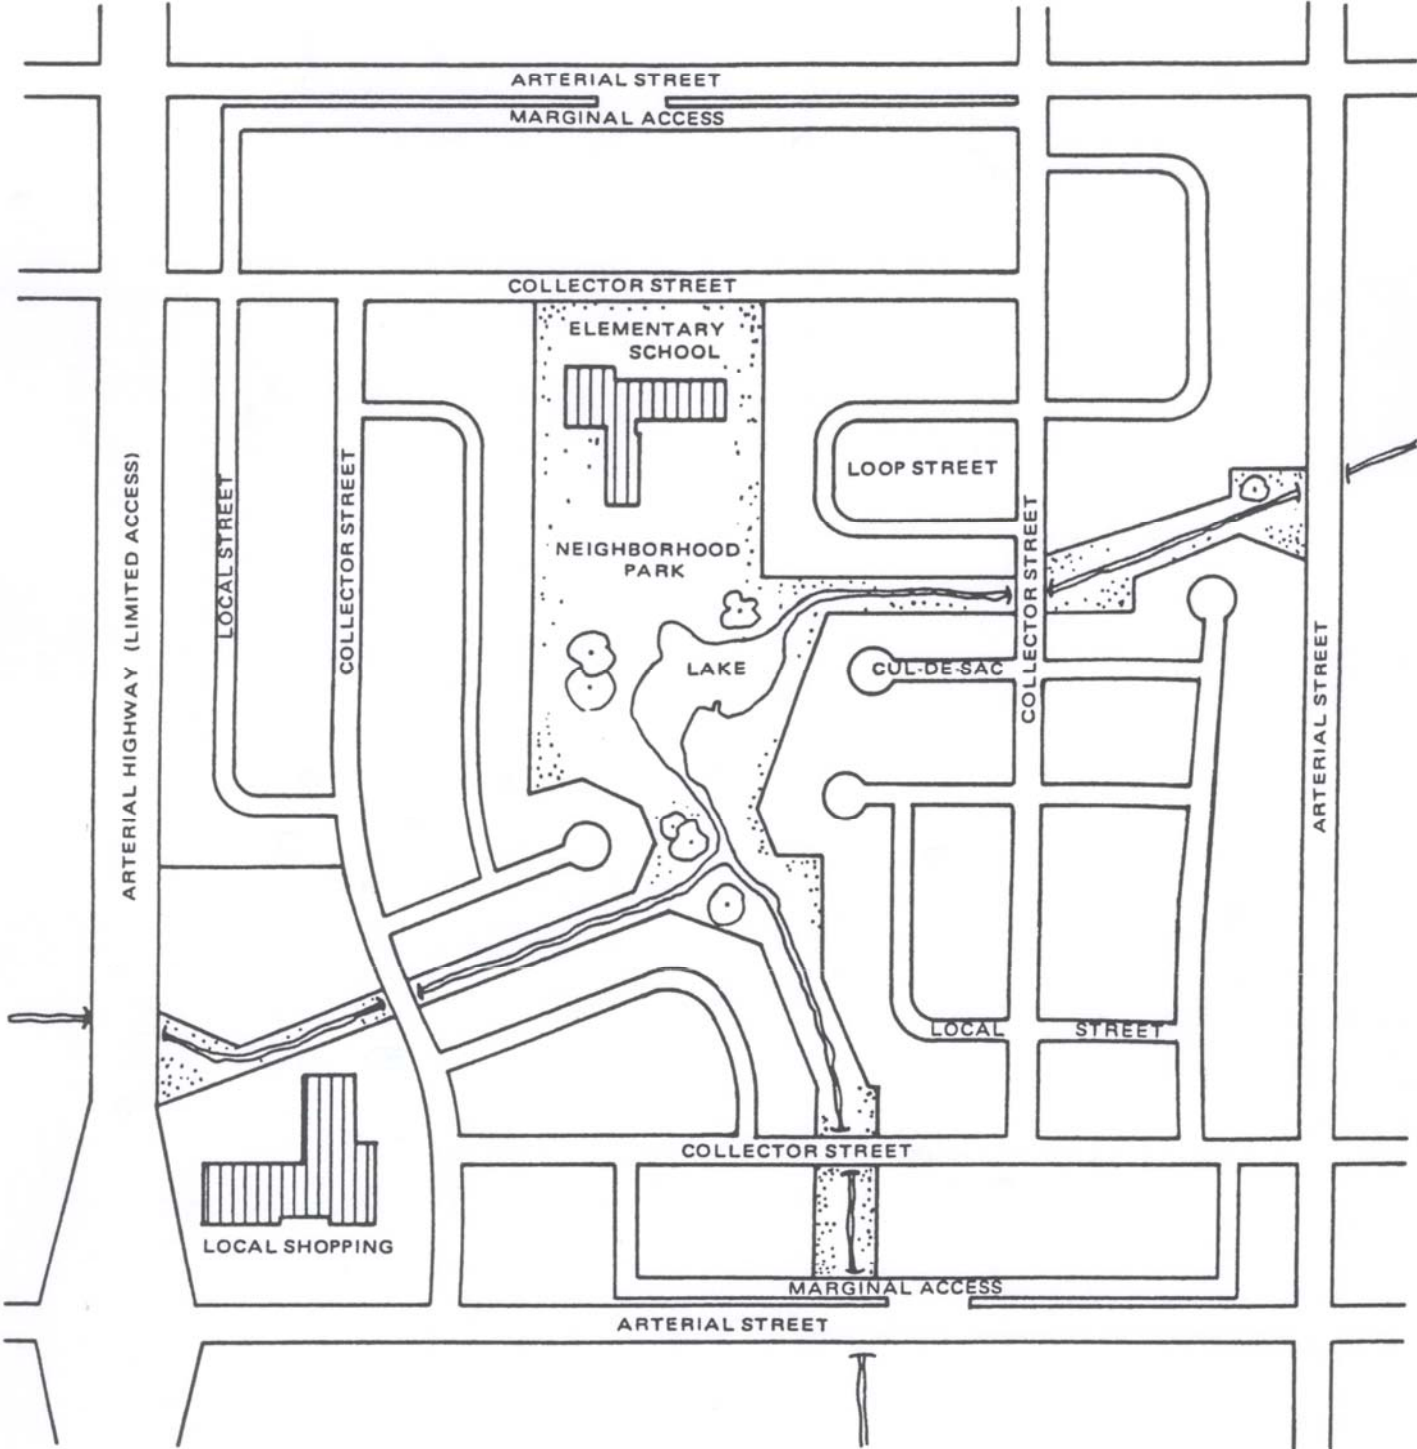 ARTERIAL STREET
MARGINAL ACCESS
COLLECTOR STREET
ELEMENTARY
SCHOOL
LOOP STREET
NEIGHBORHOOD
PARK
LAKE
CUL-DE-SAC
ARTERIAL HIGHWAY (LIMITED ACCESS)
LOCAL STREET
COLLECTOR STREET
COLLECTOR STREET
ARTERIAL STREET
LOCAL STREET
COLLECTOR STREET
LOCAL SHOPPING
MARGINAL ACCESS
ARTERIAL STREET